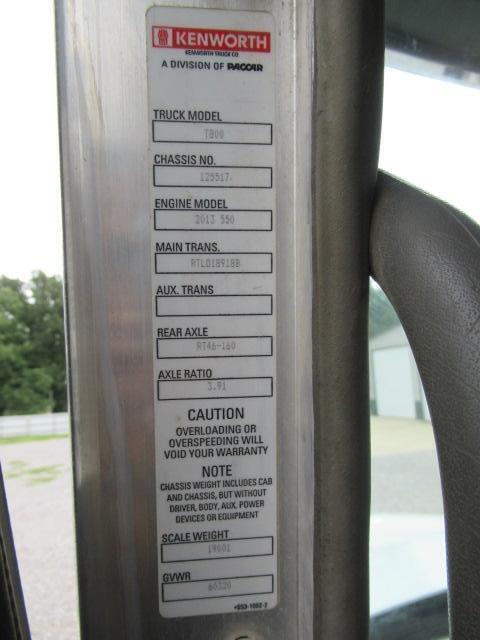 KENWORTH
KENWORTH TRUCK CO.
A DIVISION OF PACCAR
TRUCK MODEL
T800
CHASSIS NO.
125517
ENGINE MODEL
2013 550
MAIN TRANS.
RTLO18918B
AUX. TRANS
REAR AXLE
RT46-160
AXLE RATIO
3.91
CAUTION
OVERLOADING OR
OVERSPEEDING WILL
VOID YOUR WARRANTY
NOTE
CHASSIS WEIGHT INCLUDES CAB
AND CHASSIS, BUT WITHOUT
DRIVER, BODY, AUX. POWER
DEVICES OR EQUIPMENT
SCALE WEIGHT
19001
GVWR
60320